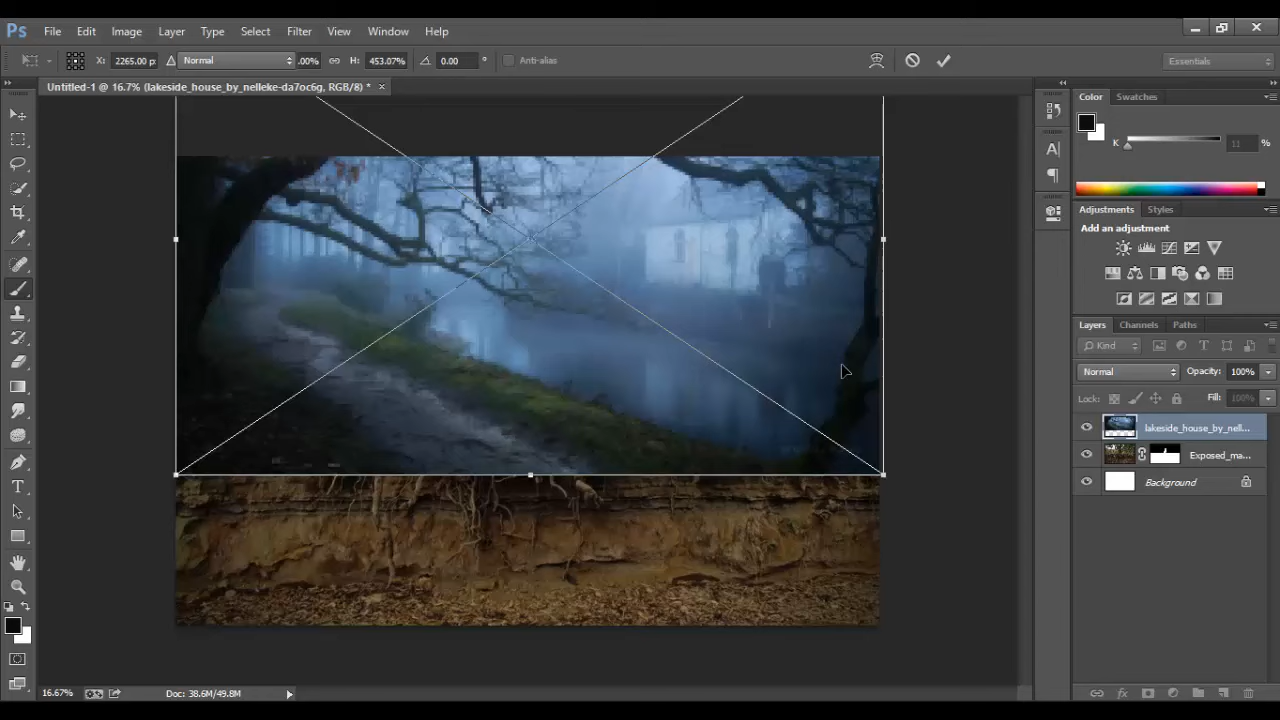 Ps File Edit Image Layer Type Select Filter View Window Help
X: 2265.00 p Normal .00% H: 453.07% 0.00 ° Anti-alias Essentials
Untitled-1 @ 16.7% (lakeside_house_by_nelleke-da7oc6g, RGB/8) * ×
Color Swatches
K 11 %
Adjustments Styles
Add an adjustment
Layers Channels Paths
Kind
Normal Opacity: 100%
Lock: Fill: 100%
lakeside_house_by_nell...
Exposed_ma...
Background
16.67% Doc: 38.6M/49.8M